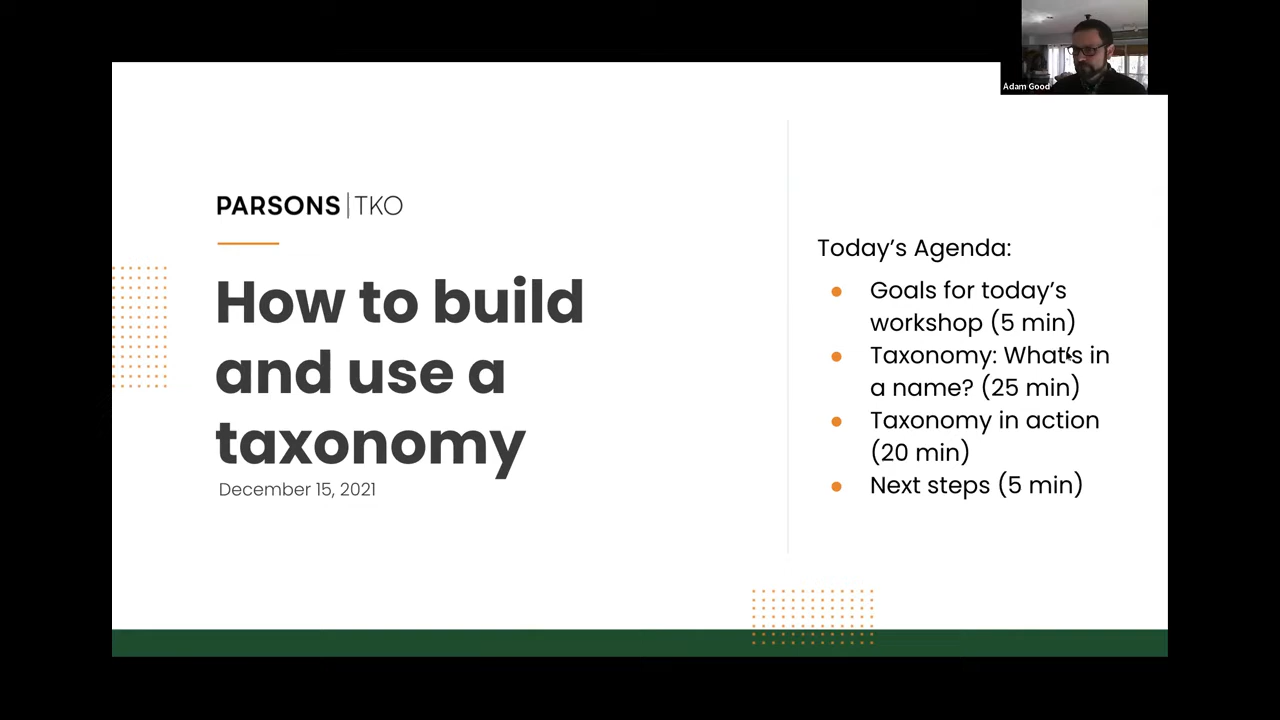 Adam Good
PARSONS|TKO
How to build
and use a
taxonomy
December 15, 2021
Today's Agenda:
● Goals for today's
workshop (5 min)
● Taxonomy: What's in
a name? (25 min)
● Taxonomy in action
(20 min)
● Next steps (5 min)